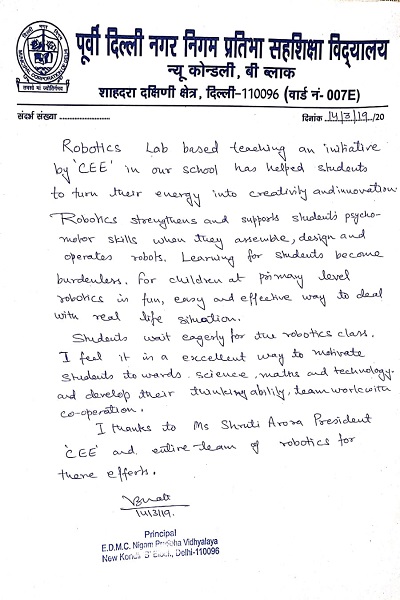 पूर्वी दिल्ली नगर निगम प्रतिभा सहशिक्षा विद्यालय
न्यू कोन्डली, बी ब्लाक
शाहदरा दक्षिणी क्षेत्र, दिल्ली-110096 (वार्ड नं- 007E)
संदर्भ संख्या ........................ दिनांक 14/3/19 /20
Robotics Lab based teaching an initiative
by 'CEE' in our school has helped students
to turn their energy into creativity and innovation
Robotics strengthens and supports students psycho-
motor skills when they assemble, design and
operates robots. Learning for students become
burdenless. For children at primary level
robotics is fun, easy and effective way to deal
with real life situation.
Students wait eagerly for the robotics class.
I feel it is a excellent way to motivate
students to wards science, maths and technology.
and develop their thinking ability, team work with
co-operation.
I thanks to Ms Shruti Arora President
'CEE' and entire team of robotics for
there efforts.
14/3/19.
Principal
E.D.M.C. Nigam Pratibha Vidhyalaya
New Kondli 'B' Block, Delhi-110096